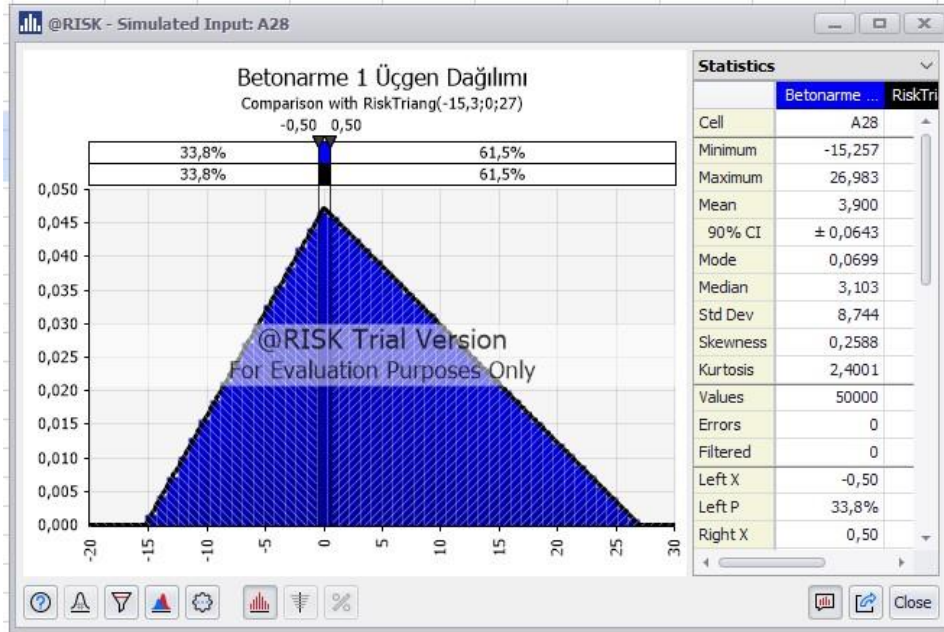 @RISK - Simulated Input: A28
Betonarme 1 Üçgen Dağılımı
Comparison with RiskTriang(-15,3;0;27)
-0,50 0,50
33,8% 61,5%
33,8% 61,5%
0,050
0,045
0,040
0,035
0,030
0,025
0,020
0,015
0,010
0,005
0,000
-20 -15 -10 -5 0 5 10 15 20 25 30
@RISK Trial Version
For Evaluation Purposes Only
Statistics
Betonarme ... RiskTri
Cell A28
Minimum -15,257
Maximum 26,983
Mean 3,900
90% CI ± 0,0643
Mode 0,0699
Median 3,103
Std Dev 8,744
Skewness 0,2588
Kurtosis 2,4001
Values 50000
Errors 0
Filtered 0
Left X -0,50
Left P 33,8%
Right X 0,50
Close